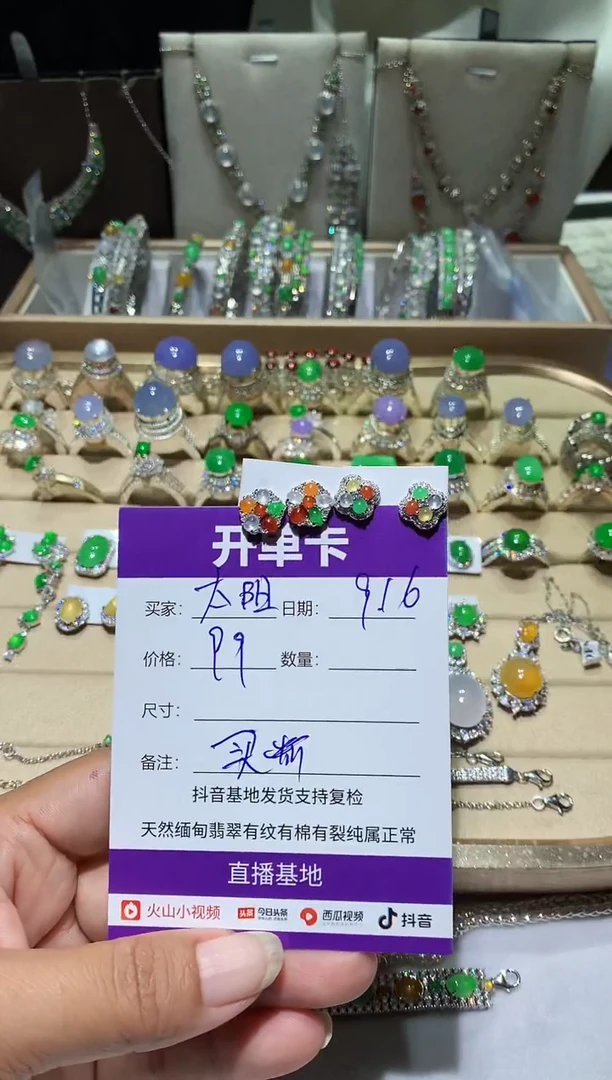 开单卡
买家: 太阳 日期: 916
价格: 99 数量:
尺寸:
备注: 买断
抖音基地发货支持复检
天然缅甸翡翠有纹有棉有裂纯属正常
直播基地
火山小视频 头条 今日头条 西瓜视频 抖音